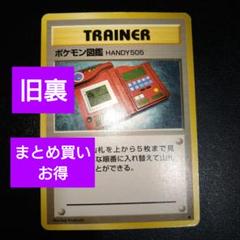 TRAINER
ポケモン図鑑 HANDY505
旧裏
まとめ買い
お得
山札を上から5枚まで見
な順番に入れ替えて山札
とができる。